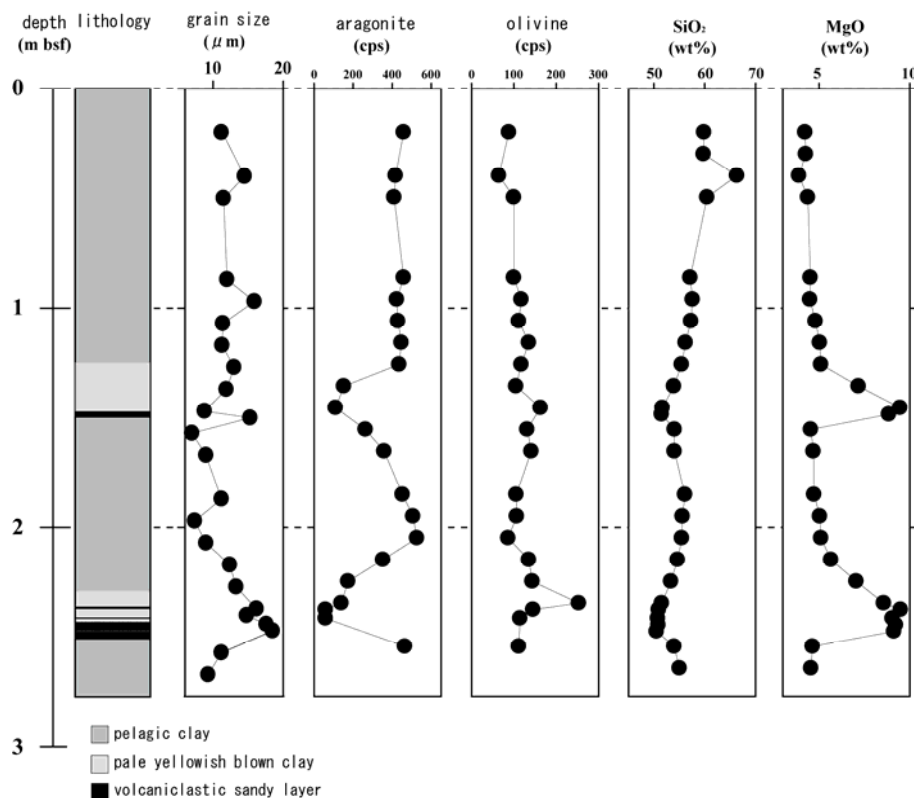 depth lithology grain size aragonite olivine SiO₂ MgO
(m bsf) (μm) (cps) (cps) (wt%) (wt%)
10 20 0 200 400 600 0 100 200 300 50 60 70 5 10
0
1
2
3
pelagic clay
pale yellowish blown clay
volcaniclastic sandy layer